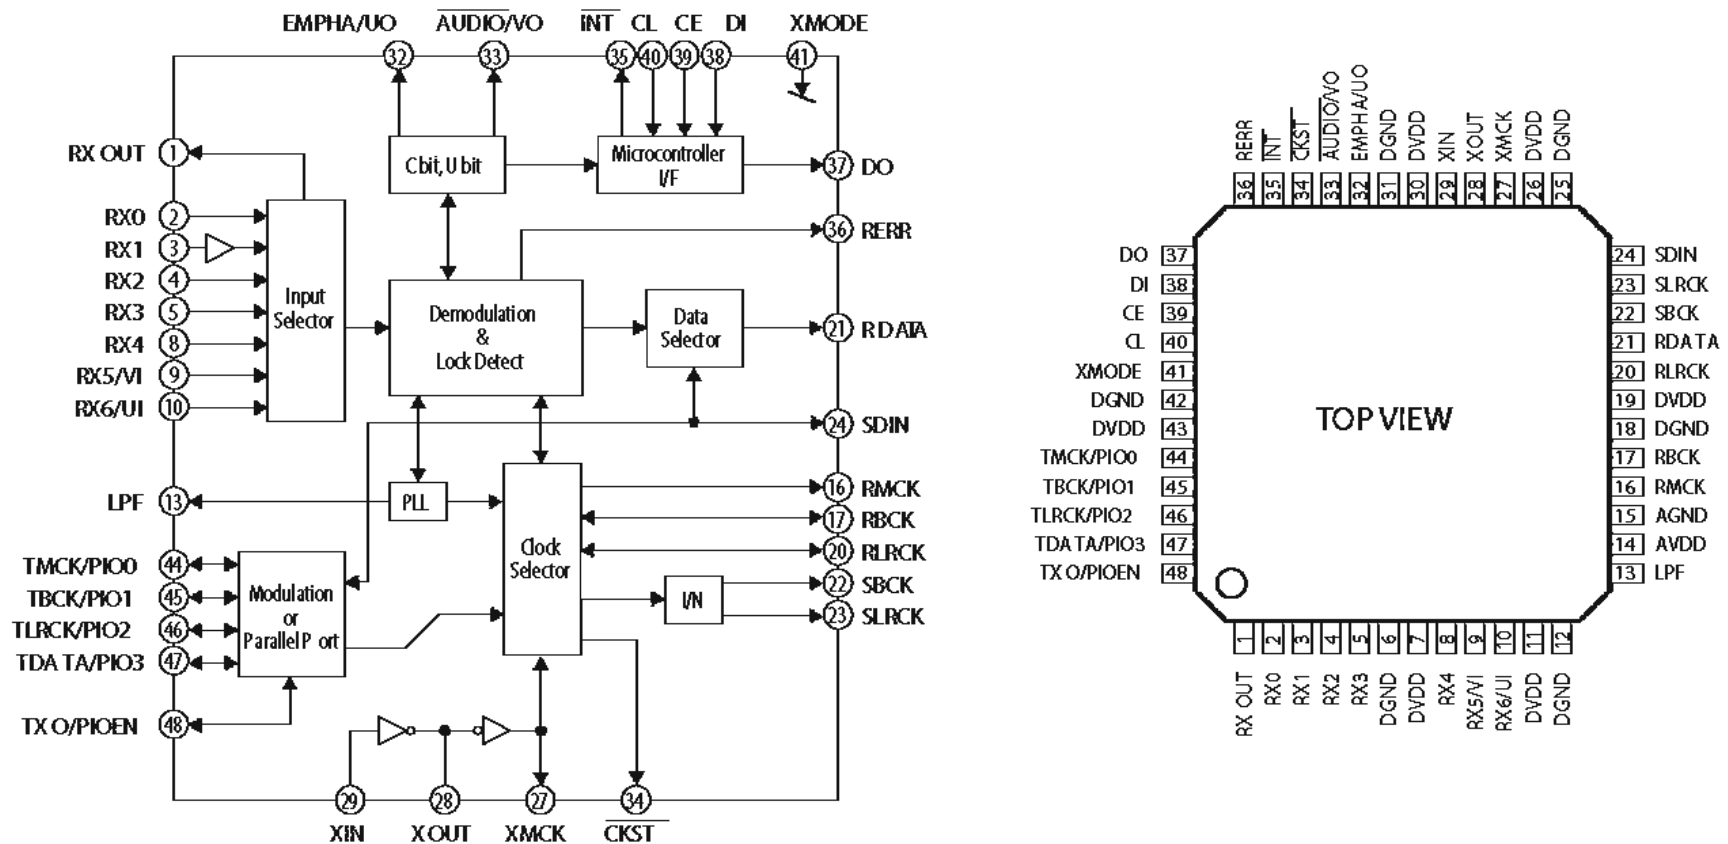 EMPHA/UO AUDIO/VO INT CL CE DI XMODE
32 33 35 40 39 38 41
RX OUT 1
RX0 2
RX1 3
RX2 4
RX3 5
RX4 8
RX5/VI 9
RX6/UI 10
LPF 13
TMCK/PIO0 44
TBCK/PIO1 45
TLRCK/PIO2 46
TDATA/PIO3 47
TXO/PIOEN 48
Input
Selector
C bit, U bit
Microcontroller
I/F
Demodulation
&
Lock Detect
Data
Selector
PLL
Clock
Selector
Modulation
or
Parallel Port
I/N
37 DO
36 RERR
21 RDATA
24 SDIN
16 RMCK
17 RBCK
20 RLRCK
22 SBCK
23 SLRCK
29 28 27 34
XIN XOUT XMCK CKST
RERR INT CKST AUDIO/VO EMPHA/UO DGND DVDD XIN XOUT XMCK DVDD DGND
36 35 34 33 32 31 30 29 28 27 26 25
DO 37
DI 38
CE 39
CL 40
XMODE 41
DGND 42
DVDD 43
TMCK/PIO0 44
TBCK/PIO1 45
TLRCK/PIO2 46
TDATA/PIO3 47
TXO/PIOEN 48
TOP VIEW
24 SDIN
23 SLRCK
22 SBCK
21 RDATA
20 RLRCK
19 DVDD
18 DGND
17 RBCK
16 RMCK
15 AGND
14 AVDD
13 LPF
1 2 3 4 5 6 7 8 9 10 11 12
RX OUT RX0 RX1 RX2 RX3 DGND DVDD RX4 RX5/VI RX6/UI DVDD DGND